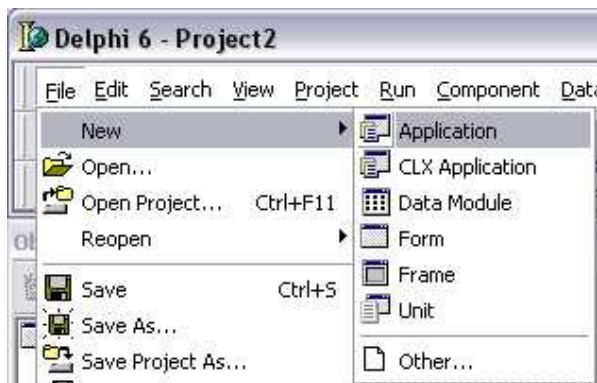 Delphi 6 - Project2
File Edit Search View Project Run Component Data
New
Open...
Open Project... Ctrl+F11
Reopen
Save Ctrl+S
Save As...
Save Project As...
Application
CLX Application
Data Module
Form
Frame
Unit
Other...